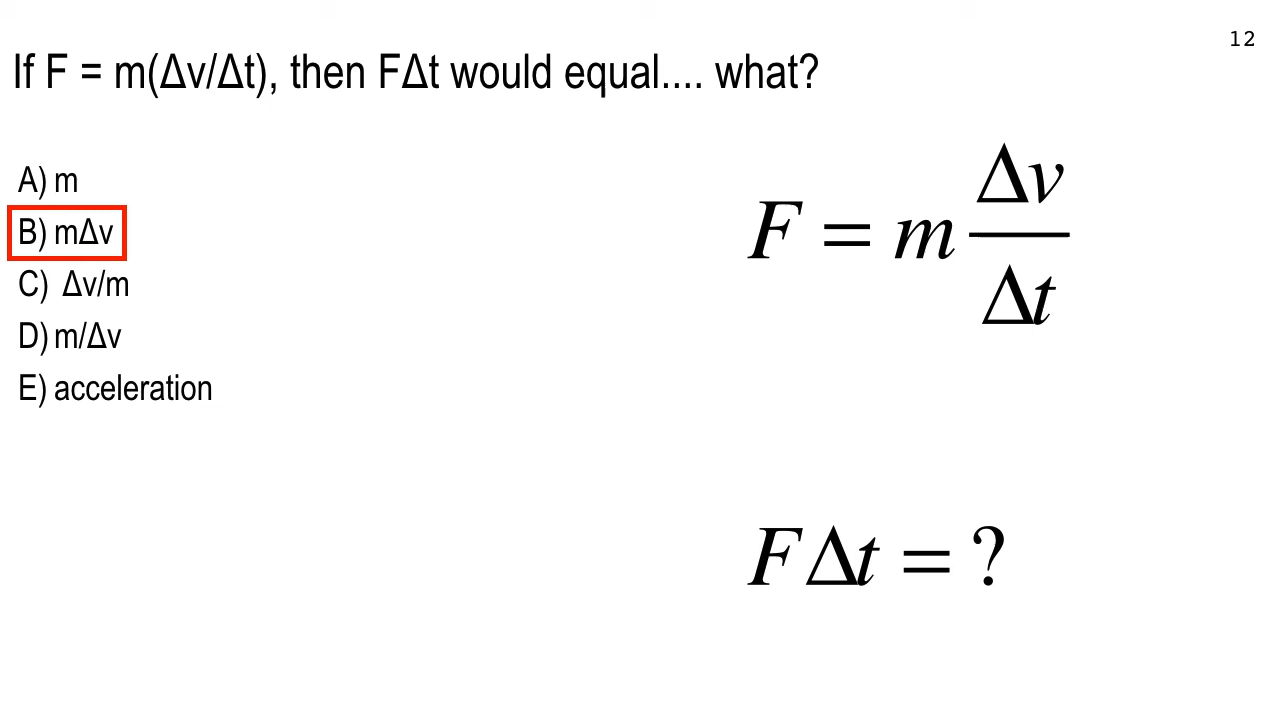 12
If F = m(Δv/Δt), then FΔt would equal.... what?
A) m
B) mΔv
C) Δv/m
D) m/Δv
E) acceleration
F = m Δv/Δt
FΔt = ?